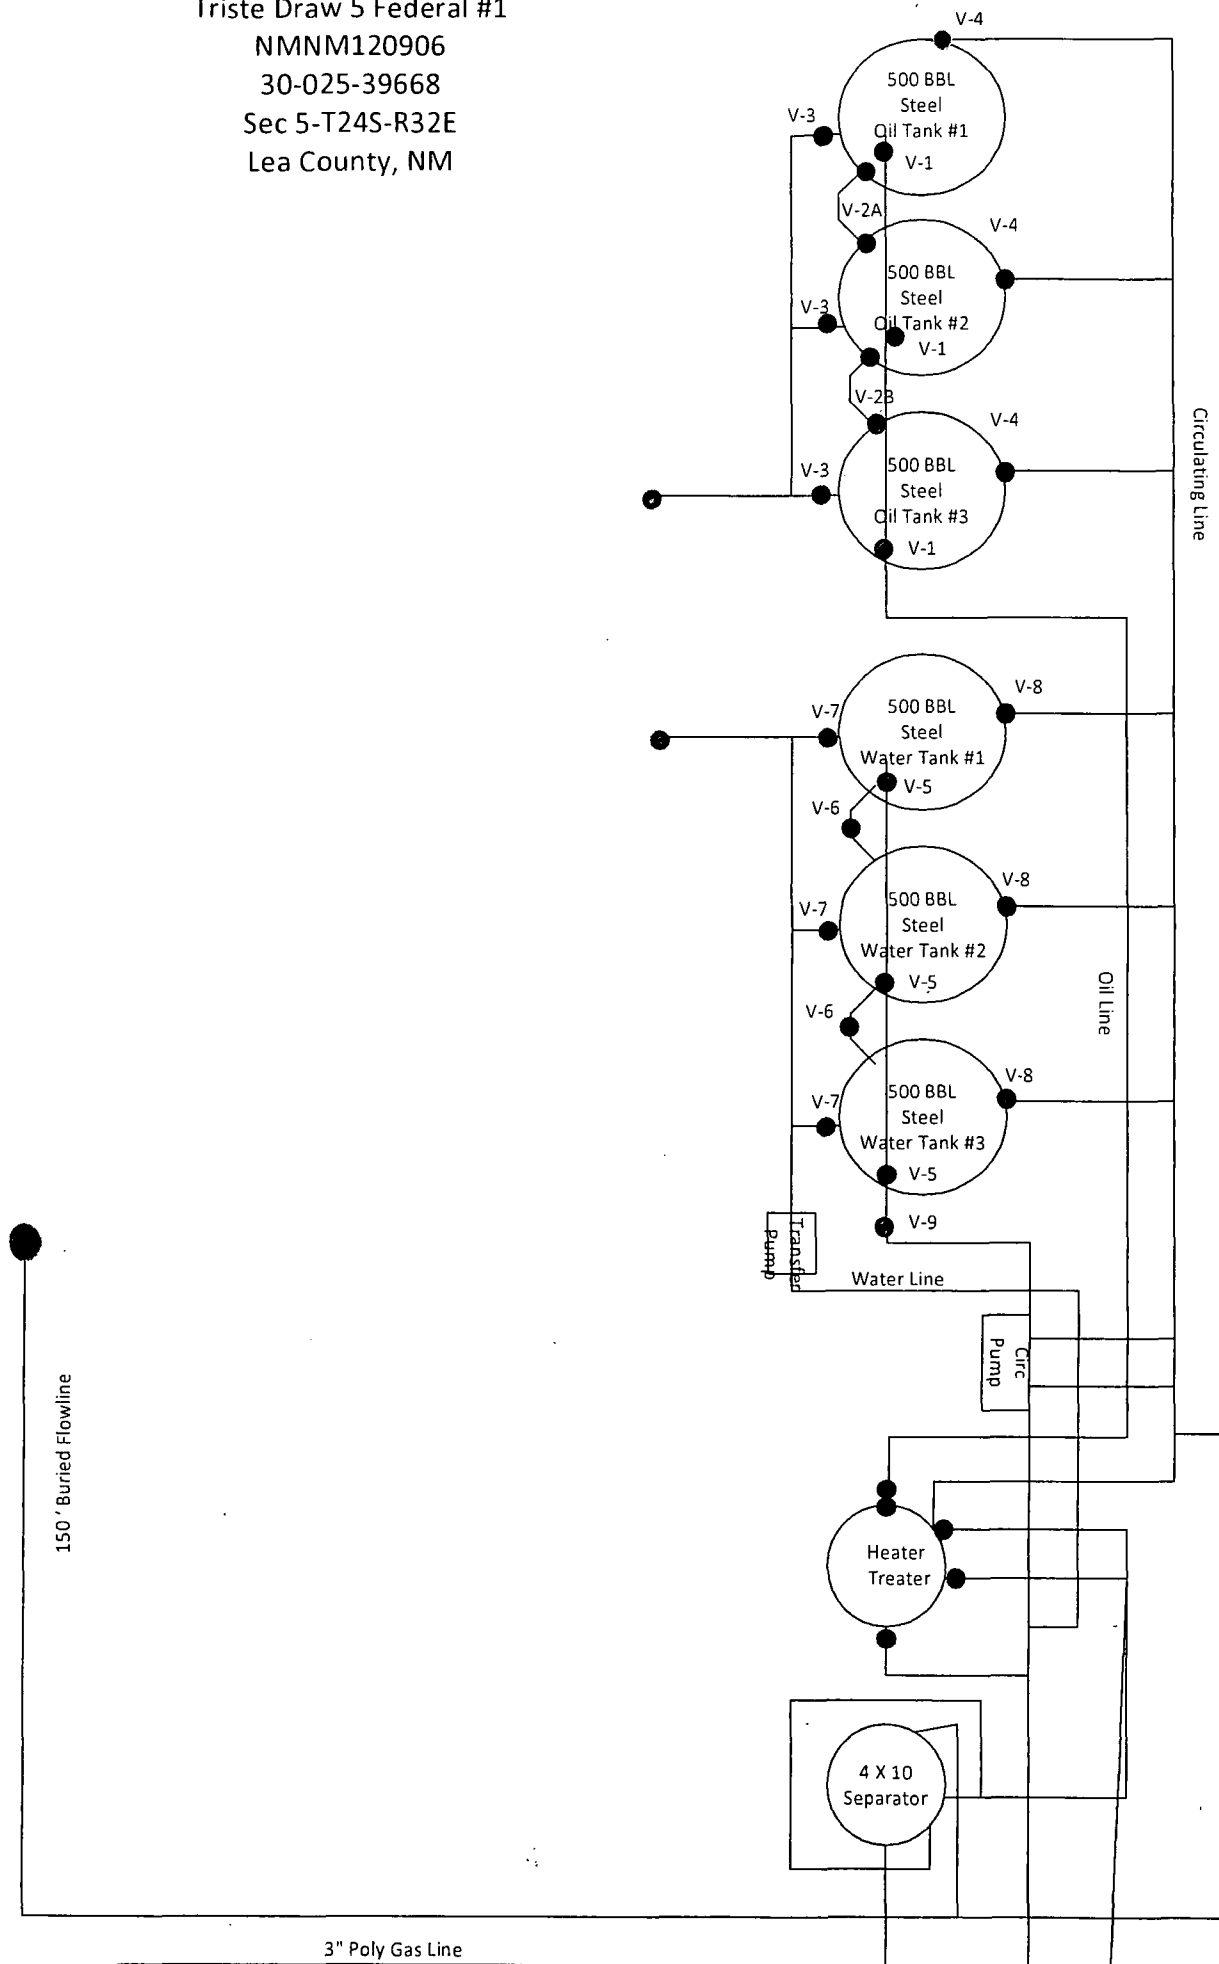 Triste Draw 5 Federal #1
NMNM120906
30-025-39668
Sec 5-T24S-R32E
Lea County, NM
V-4
500 BBL
Steel
Oil Tank #1
V-3
V-1
V-2A
V-4
500 BBL
Steel
Oil Tank #2
V-3
V-1
V-2B
V-4
500 BBL
Steel
Oil Tank #3
V-3
V-1
Circulating Line
V-8
500 BBL
Steel
Water Tank #1
V-7
V-5
V-6
V-8
500 BBL
Steel
Water Tank #2
V-7
V-5
V-6
Oil Line
V-8
500 BBL
Steel
Water Tank #3
V-7
V-5
V-9
Transfer
Pump
Water Line
Circ
Pump
150 ' Buried Flowline
Heater
Treater
4 X 10
Separator
3" Poly Gas Line